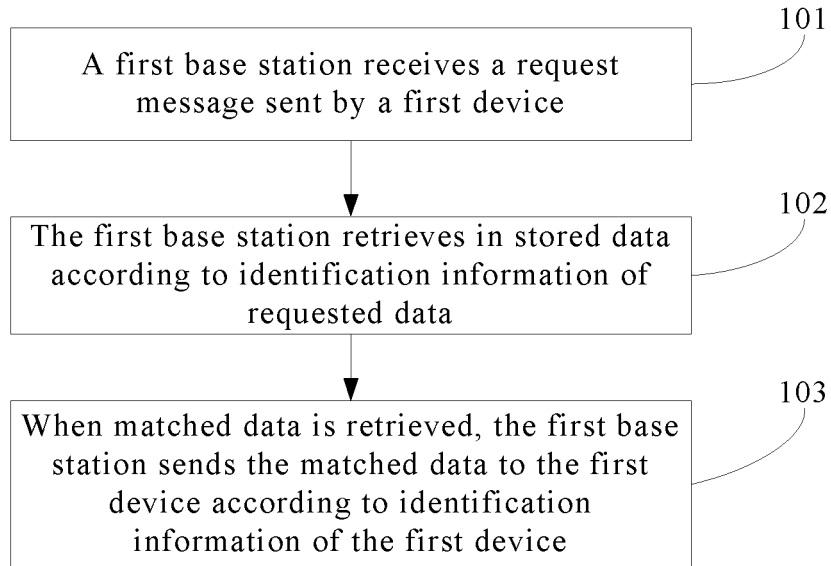 101
A first base station receives a request
message sent by a first device
102
The first base station retrieves in stored data
according to identification information of
requested data
103
When matched data is retrieved, the first base
station sends the matched data to the first
device according to identification
information of the first device